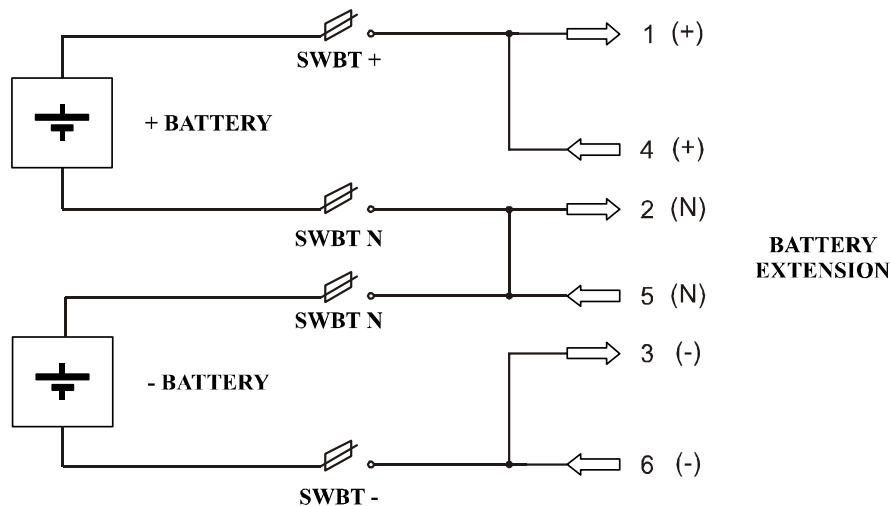 1 (+)
SWBT +
+ BATTERY
4 (+)
2 (N)
SWBT N
BATTERY
EXTENSION
5 (N)
SWBT N
3 (-)
- BATTERY
6 (-)
SWBT -